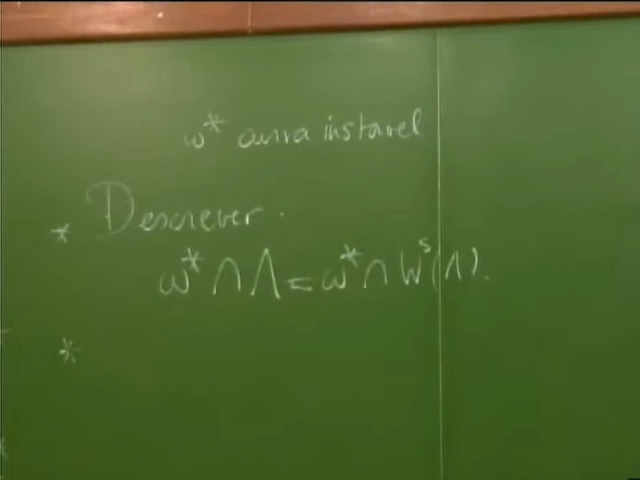 ω* curva instavel
* Descrever.
ω* ∩ Λ = ω* ∩ W^s(Λ).
*